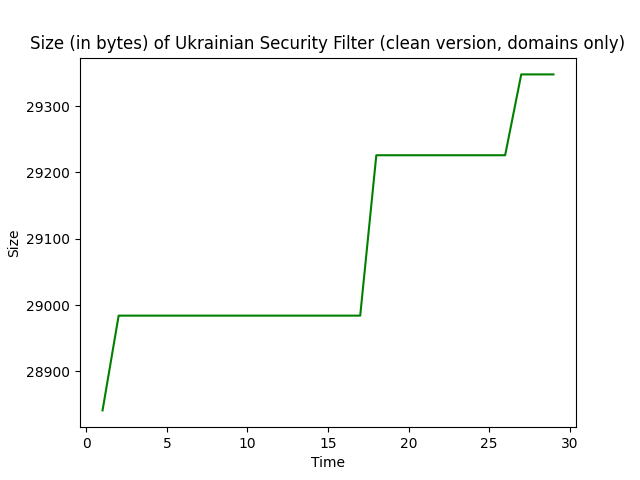 Size (in bytes) of Ukrainian Security Filter (clean version, domains only)
29300
29200
29100
29000
28900
Size
0 5 10 15 20 25 30
Time